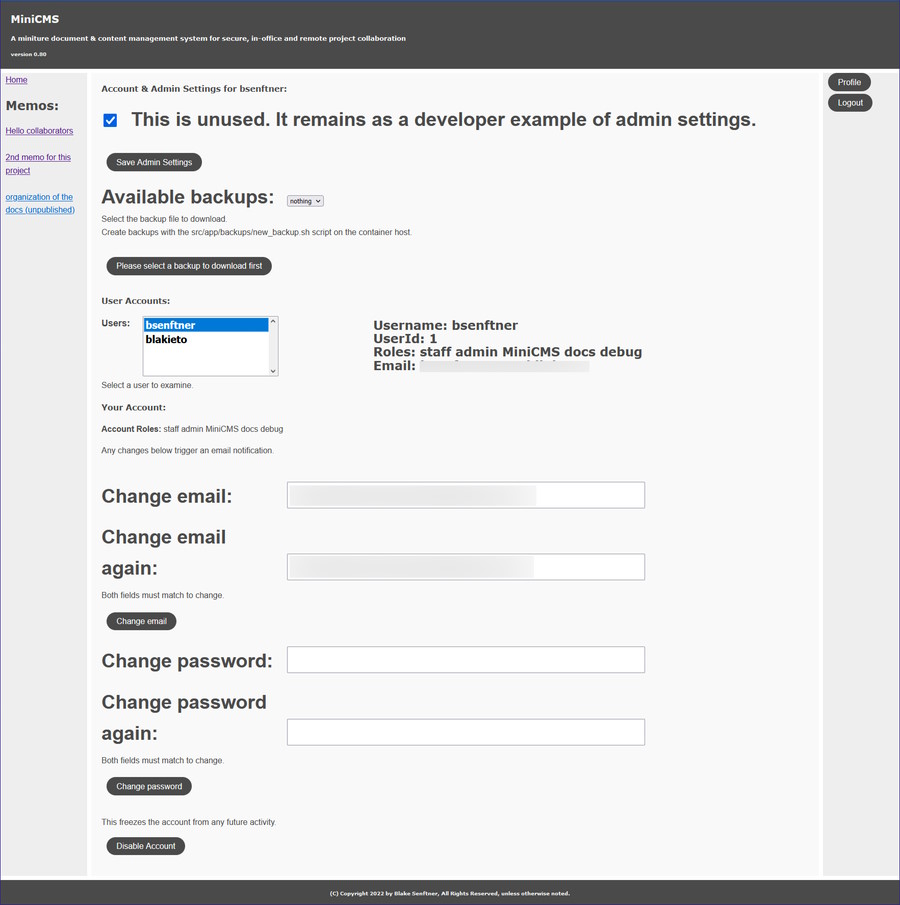 MiniCMS
A miniture document & content management system for secure, in-office and remote project collaboration
version 0.80
Home
Memos:
Hello collaborators
2nd memo for this
project
organization of the
docs (unpublished)
Profile
Logout
Account & Admin Settings for bsenftner:
This is unused. It remains as a developer example of admin settings.
Save Admin Settings
Available backups: nothing
Select the backup file to download.
Create backups with the src/app/backups/new_backup.sh script on the container host.
Please select a backup to download first
User Accounts:
Users:
bsenftner
blakieto
Username: bsenftner
UserId: 1
Roles: staff admin MiniCMS docs debug
Email:
Select a user to examine.
Your Account:
Account Roles: staff admin MiniCMS docs debug
Any changes below trigger an email notification.
Change email:
Change email
again:
Both fields must match to change.
Change email
Change password:
Change password
again:
Both fields must match to change.
Change password
This freezes the account from any future activity.
Disable Account
(C) Copyright 2022 by Blake Senftner, All Rights Reserved, unless otherwise noted.